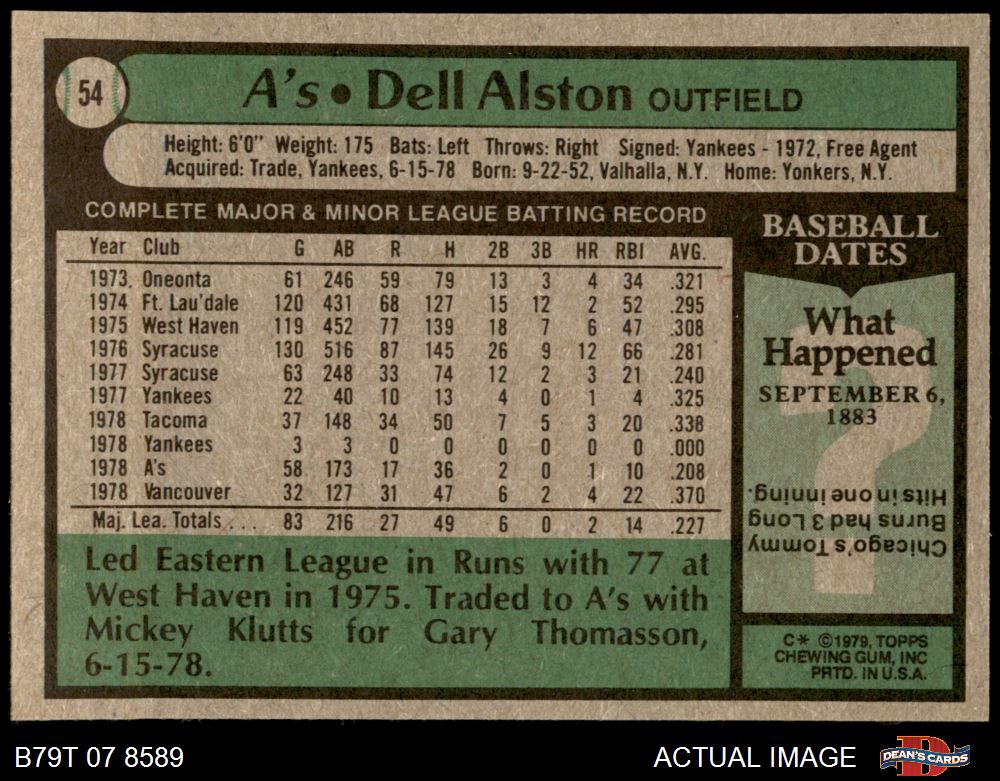 54
A's • Dell Alston OUTFIELD
Height: 6'0" Weight: 175 Bats: Left Throws: Right Signed: Yankees - 1972, Free Agent
Acquired: Trade, Yankees, 6-15-78 Born: 9-22-52, Valhalla, N.Y. Home: Yonkers, N.Y.
COMPLETE MAJOR & MINOR LEAGUE BATTING RECORD
Year Club G AB R H 2B 3B HR RBI AVG.
1973 Oneonta 61 246 59 79 13 3 4 34 .321
1974 Ft. Lau'dale 120 431 68 127 15 12 2 52 .295
1975 West Haven 119 452 77 139 18 7 6 47 .308
1976 Syracuse 130 516 87 145 26 9 12 66 .281
1977 Syracuse 63 248 33 74 12 2 3 21 .240
1977 Yankees 22 40 10 13 4 0 1 4 .325
1978 Tacoma 37 148 34 50 7 5 3 20 .338
1978 Yankees 3 3 0 0 0 0 0 0 .000
1978 A's 58 173 17 36 2 0 1 10 .208
1978 Vancouver 32 127 31 47 6 2 4 22 .370
Maj. Lea. Totals . . . 83 216 27 49 6 0 2 14 .227
Led Eastern League in Runs with 77 at
West Haven in 1975. Traded to A's with
Mickey Klutts for Gary Thomasson,
6-15-78.
BASEBALL
DATES
What
Happened
SEPTEMBER 6,
1883
?
Chicago's Tommy
Burns had 3 Long
Hits in one inning.
C* ©1979, TOPPS
CHEWING GUM, INC
PRTD. IN U.S.A.
B79T 07 8589
ACTUAL IMAGE
D
DEAN'S CARDS